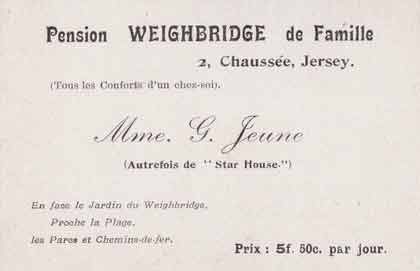 Pension WEIGHBRIDGE de Famille
2, Chaussée, Jersey.
(Tous les Conforts d'un chez-soi).
Mme. G. Jeune
(Autrefois de "Star House.")
En face le Jardin du Weighbridge,
Proche la Plage,
les Parcs et Chemins-de-fer.
Prix : 5f. 50c. par jour.